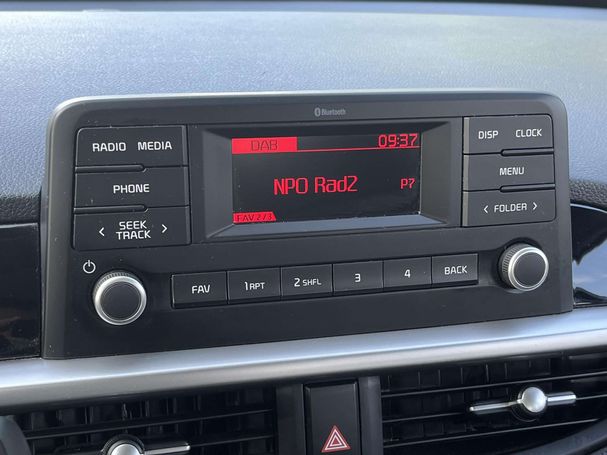 Bluetooth
RADIO MEDIA
DAB 09:37
DISP CLOCK
PHONE
NPO Rad2 P7
MENU
< SEEK TRACK >
FAV 2/3
< FOLDER >
FAV
1 RPT
2 SHFL
3
4
BACK